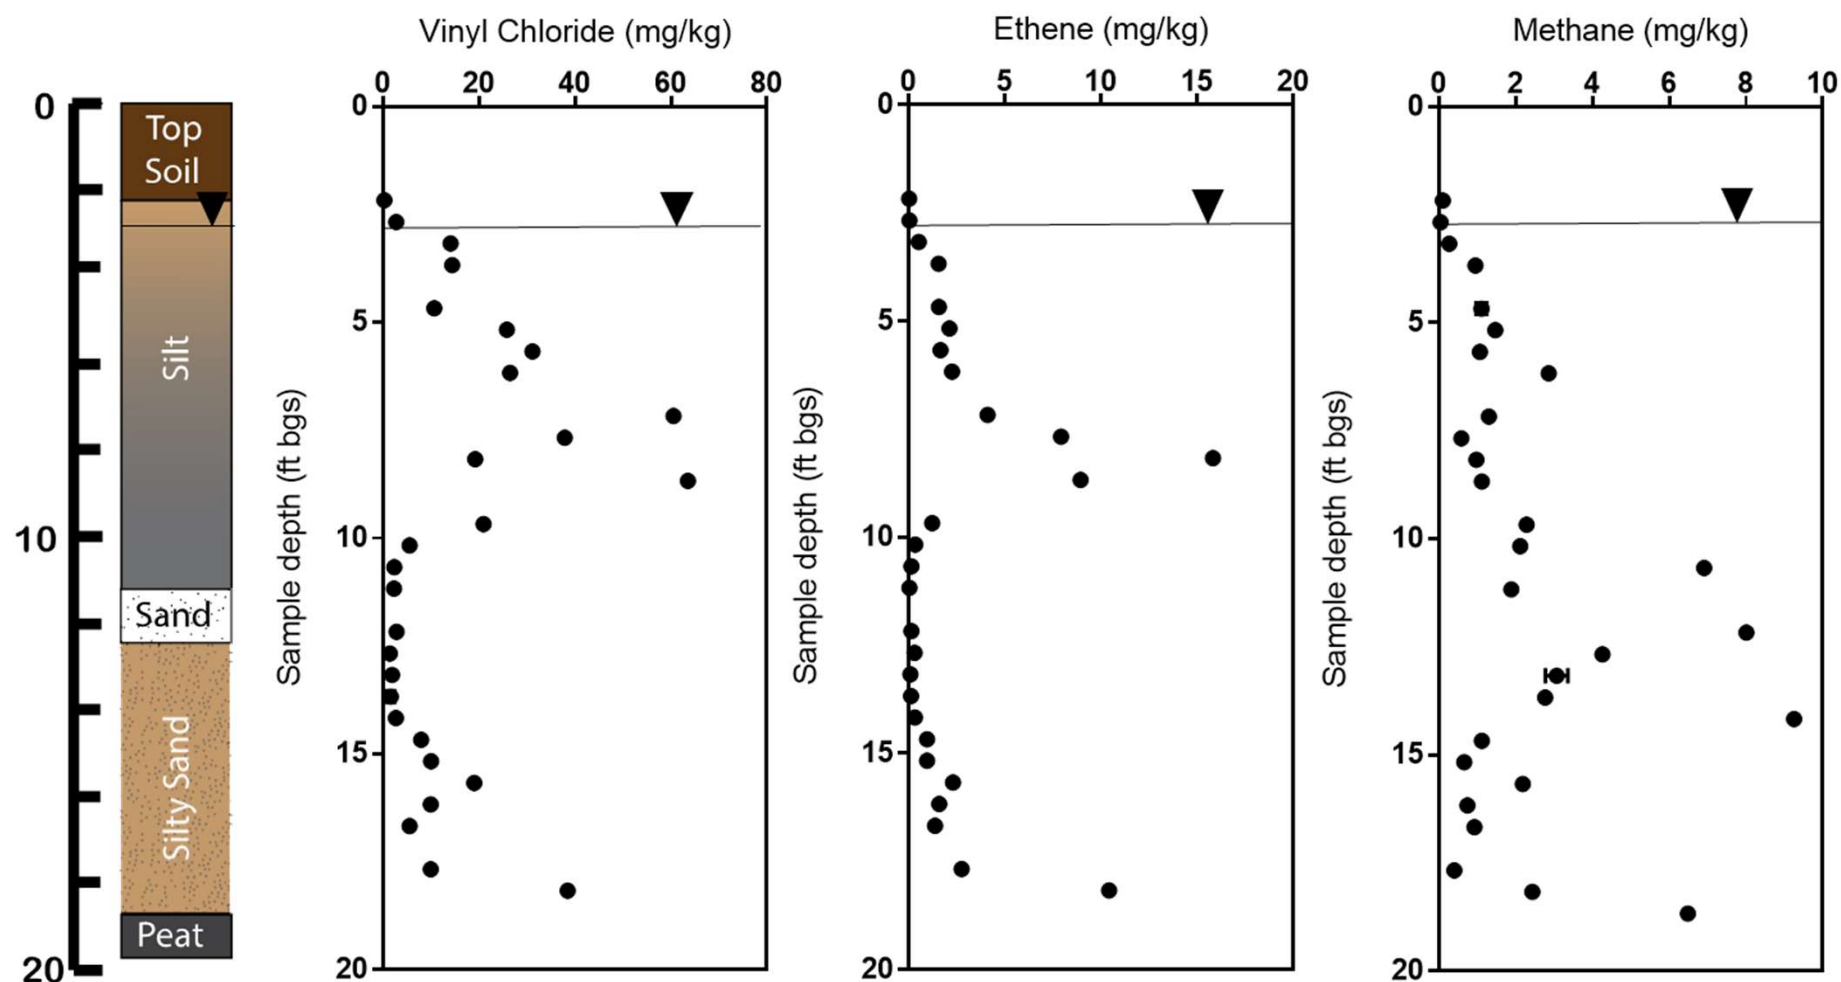 Vinyl Chloride (mg/kg)
Ethene (mg/kg)
Methane (mg/kg)
0 20 40 60 80
0 5 10 15 20
0 2 4 6 8 10
0
10
20
Top
Soil
Silt
Sand
Silty Sand
Peat
Sample depth (ft bgs)
0
5
10
15
20
Sample depth (ft bgs)
0
5
10
15
20
Sample depth (ft bgs)
0
5
10
15
20